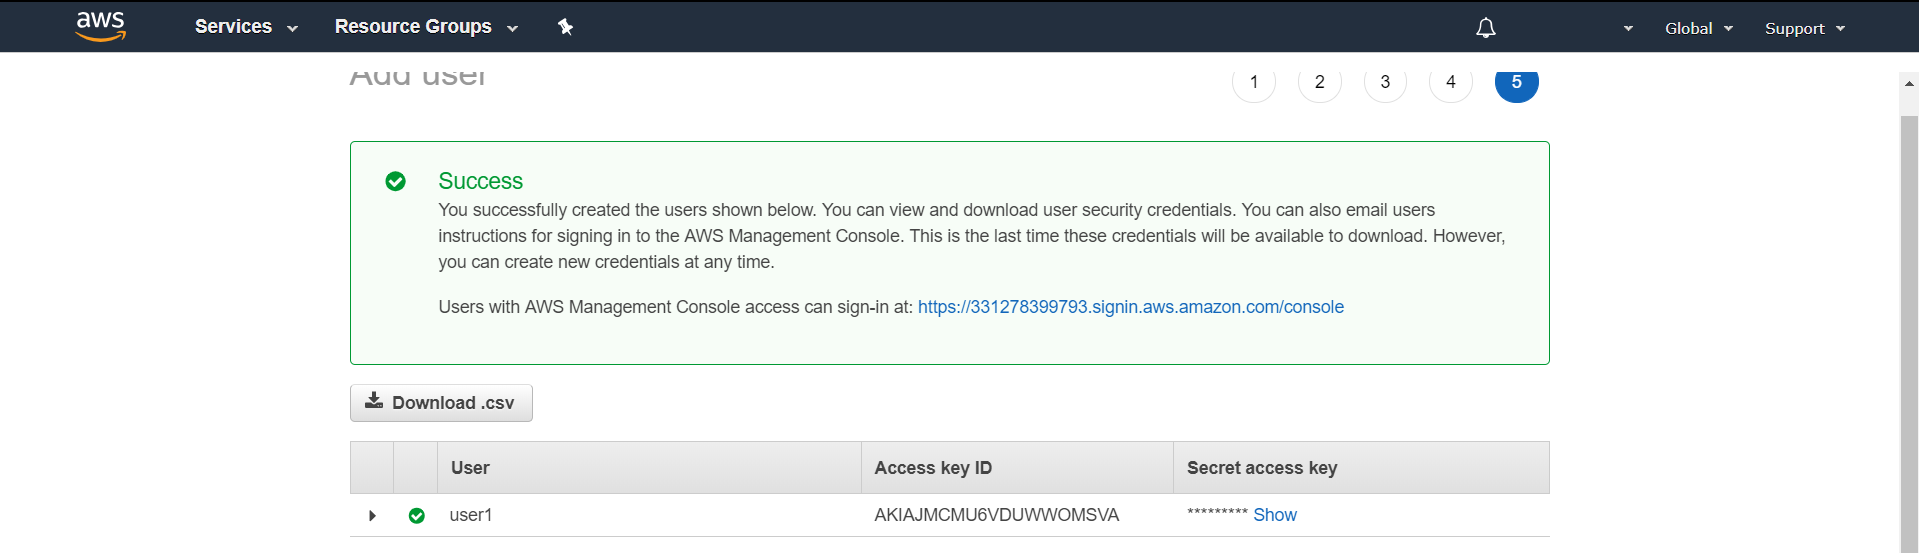 aws Services Resource Groups Global Support
Add user 1 2 3 4 5
Success
You successfully created the users shown below. You can view and download user security credentials. You can also email users
instructions for signing in to the AWS Management Console. This is the last time these credentials will be available to download. However,
you can create new credentials at any time.
Users with AWS Management Console access can sign-in at: https://331278399793.signin.aws.amazon.com/console
Download .csv
User Access key ID Secret access key
user1 AKIAJMCMU6VDUWWOMSVA ********* Show